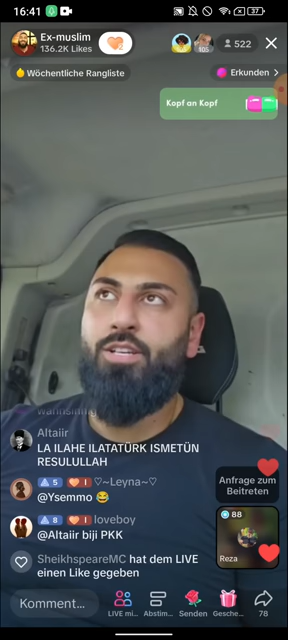 16:41
37
Ex-muslim
136.2K Likes
105
522
Wöchentliche Rangliste
Erkunden >
Kopf an Kopf
Altaiir
LA ILAHE ILATATÜRK ISMETÜN
RESULULLAH
5 I ♡~Leyna~♡
@Ysemmo 😂
8 I loveboy
@Altaiir biji PKK
SheikhspeareMC hat dem LIVE
einen Like gegeben
Anfrage zum
Beitreten
88
Reza
Komment...
LIVE mi...
Abstim...
Senden
Gesche...
78